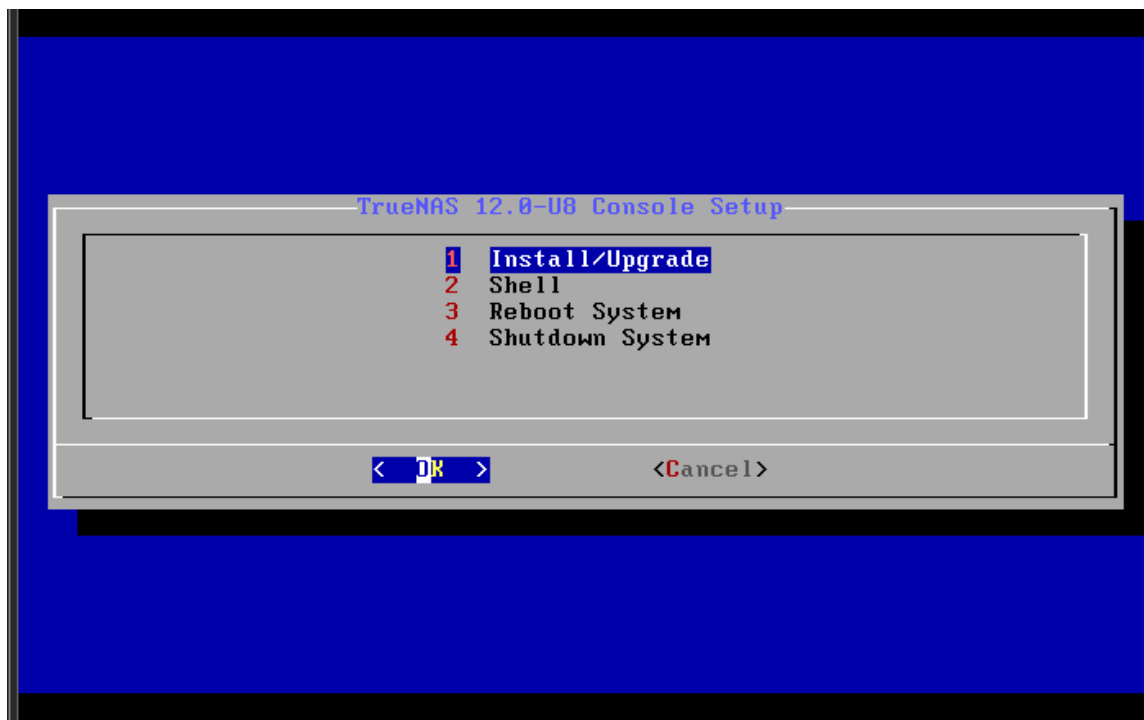 TrueNAS 12.0-U8 Console Setup
1 Install/Upgrade
2 Shell
3 Reboot System
4 Shutdown System
< OK > <Cancel>